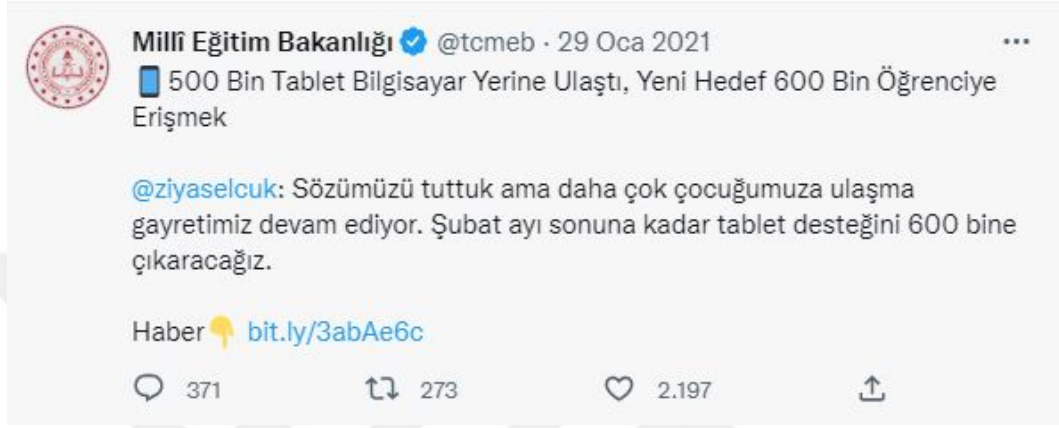 Millî Eğitim Bakanlığı @tcmeb · 29 Oca 2021
500 Bin Tablet Bilgisayar Yerine Ulaştı, Yeni Hedef 600 Bin Öğrenciye
Erişmek
@ziyaselcuk: Sözümüzü tuttuk ama daha çok çocuğumuza ulaşma
gayretimiz devam ediyor. Şubat ayı sonuna kadar tablet desteğini 600 bine
çıkaracağız.
Haber👇 bit.ly/3abAe6c
371 273 2.197